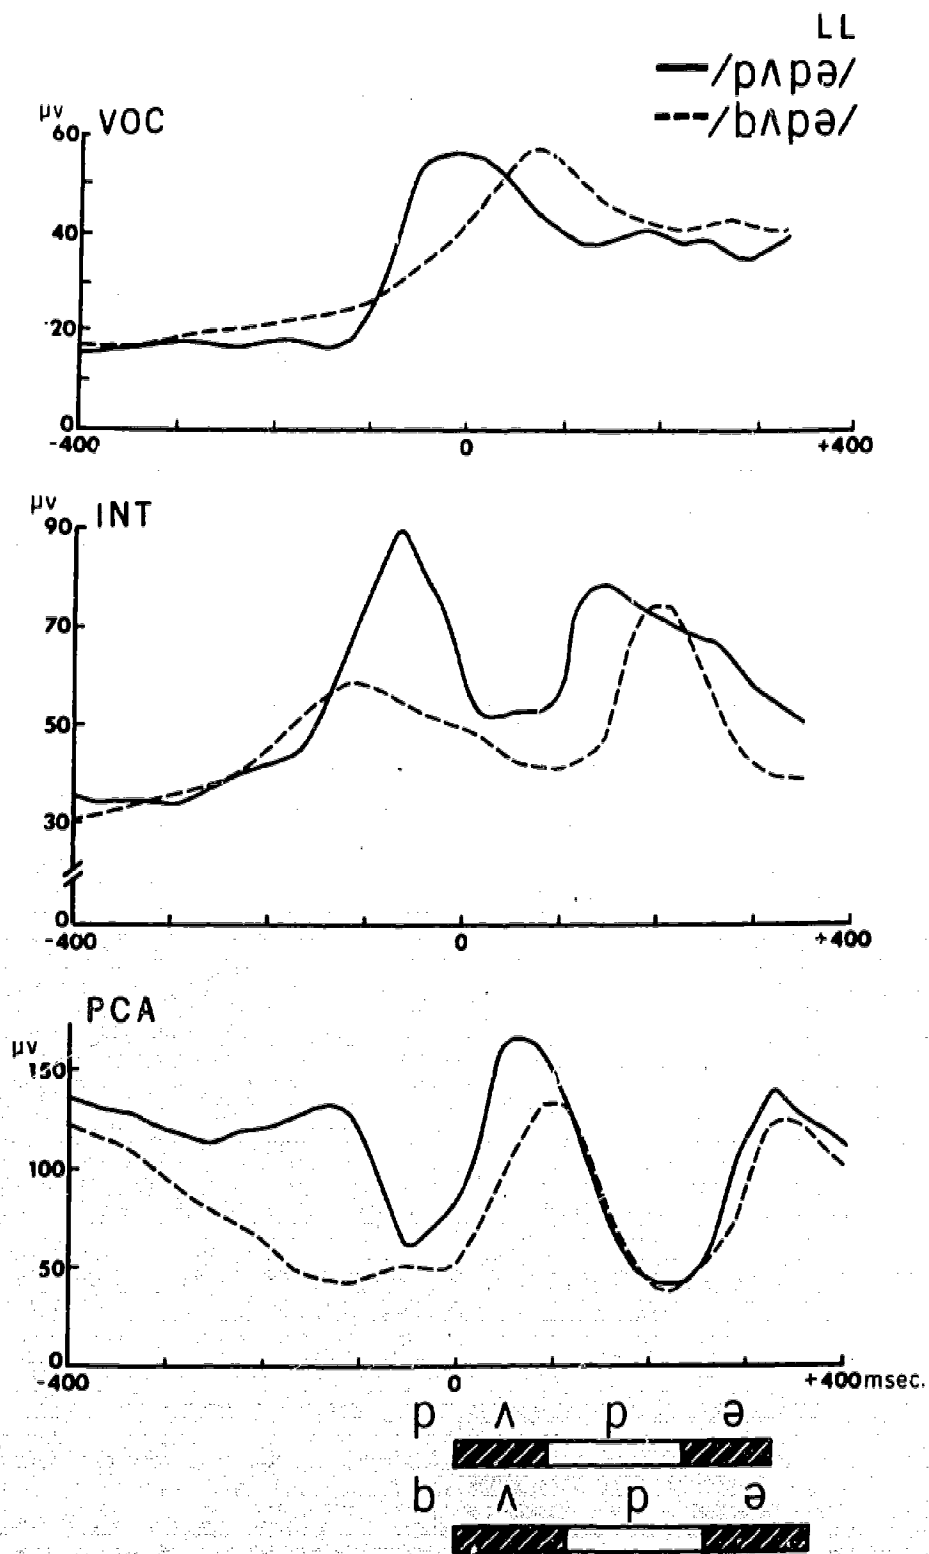 LL
/pʌpə/
/bʌpə/
μv VOC
60
40
20
0
-400 0 +400
μv INT
90
70
50
30
0
-400 0 +400
PCA
μv
150
100
50
0
-400 0 +400 msec.
p ʌ p ə
b ʌ p ə